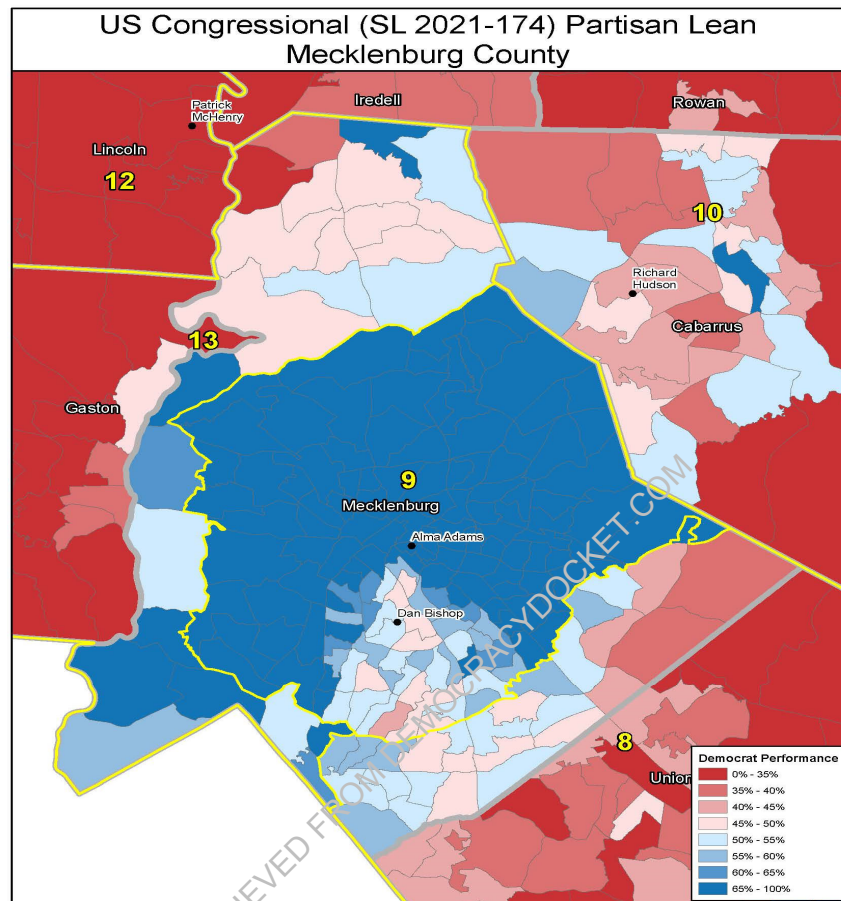 US Congressional (SL 2021-174) Partisan Lean
Mecklenburg County
Patrick
McHenry
Iredell
Rowan
Lincoln
12
10
Richard
Hudson
13
Cabarrus
Gaston
9
Mecklenburg
Alma Adams
Dan Bishop
8
Union
IEVED FROM DEMOCRACYDOCKET.COM
Democrat Performance
0% - 35%
35% - 40%
40% - 45%
45% - 50%
50% - 55%
55% - 60%
60% - 65%
65% - 100%